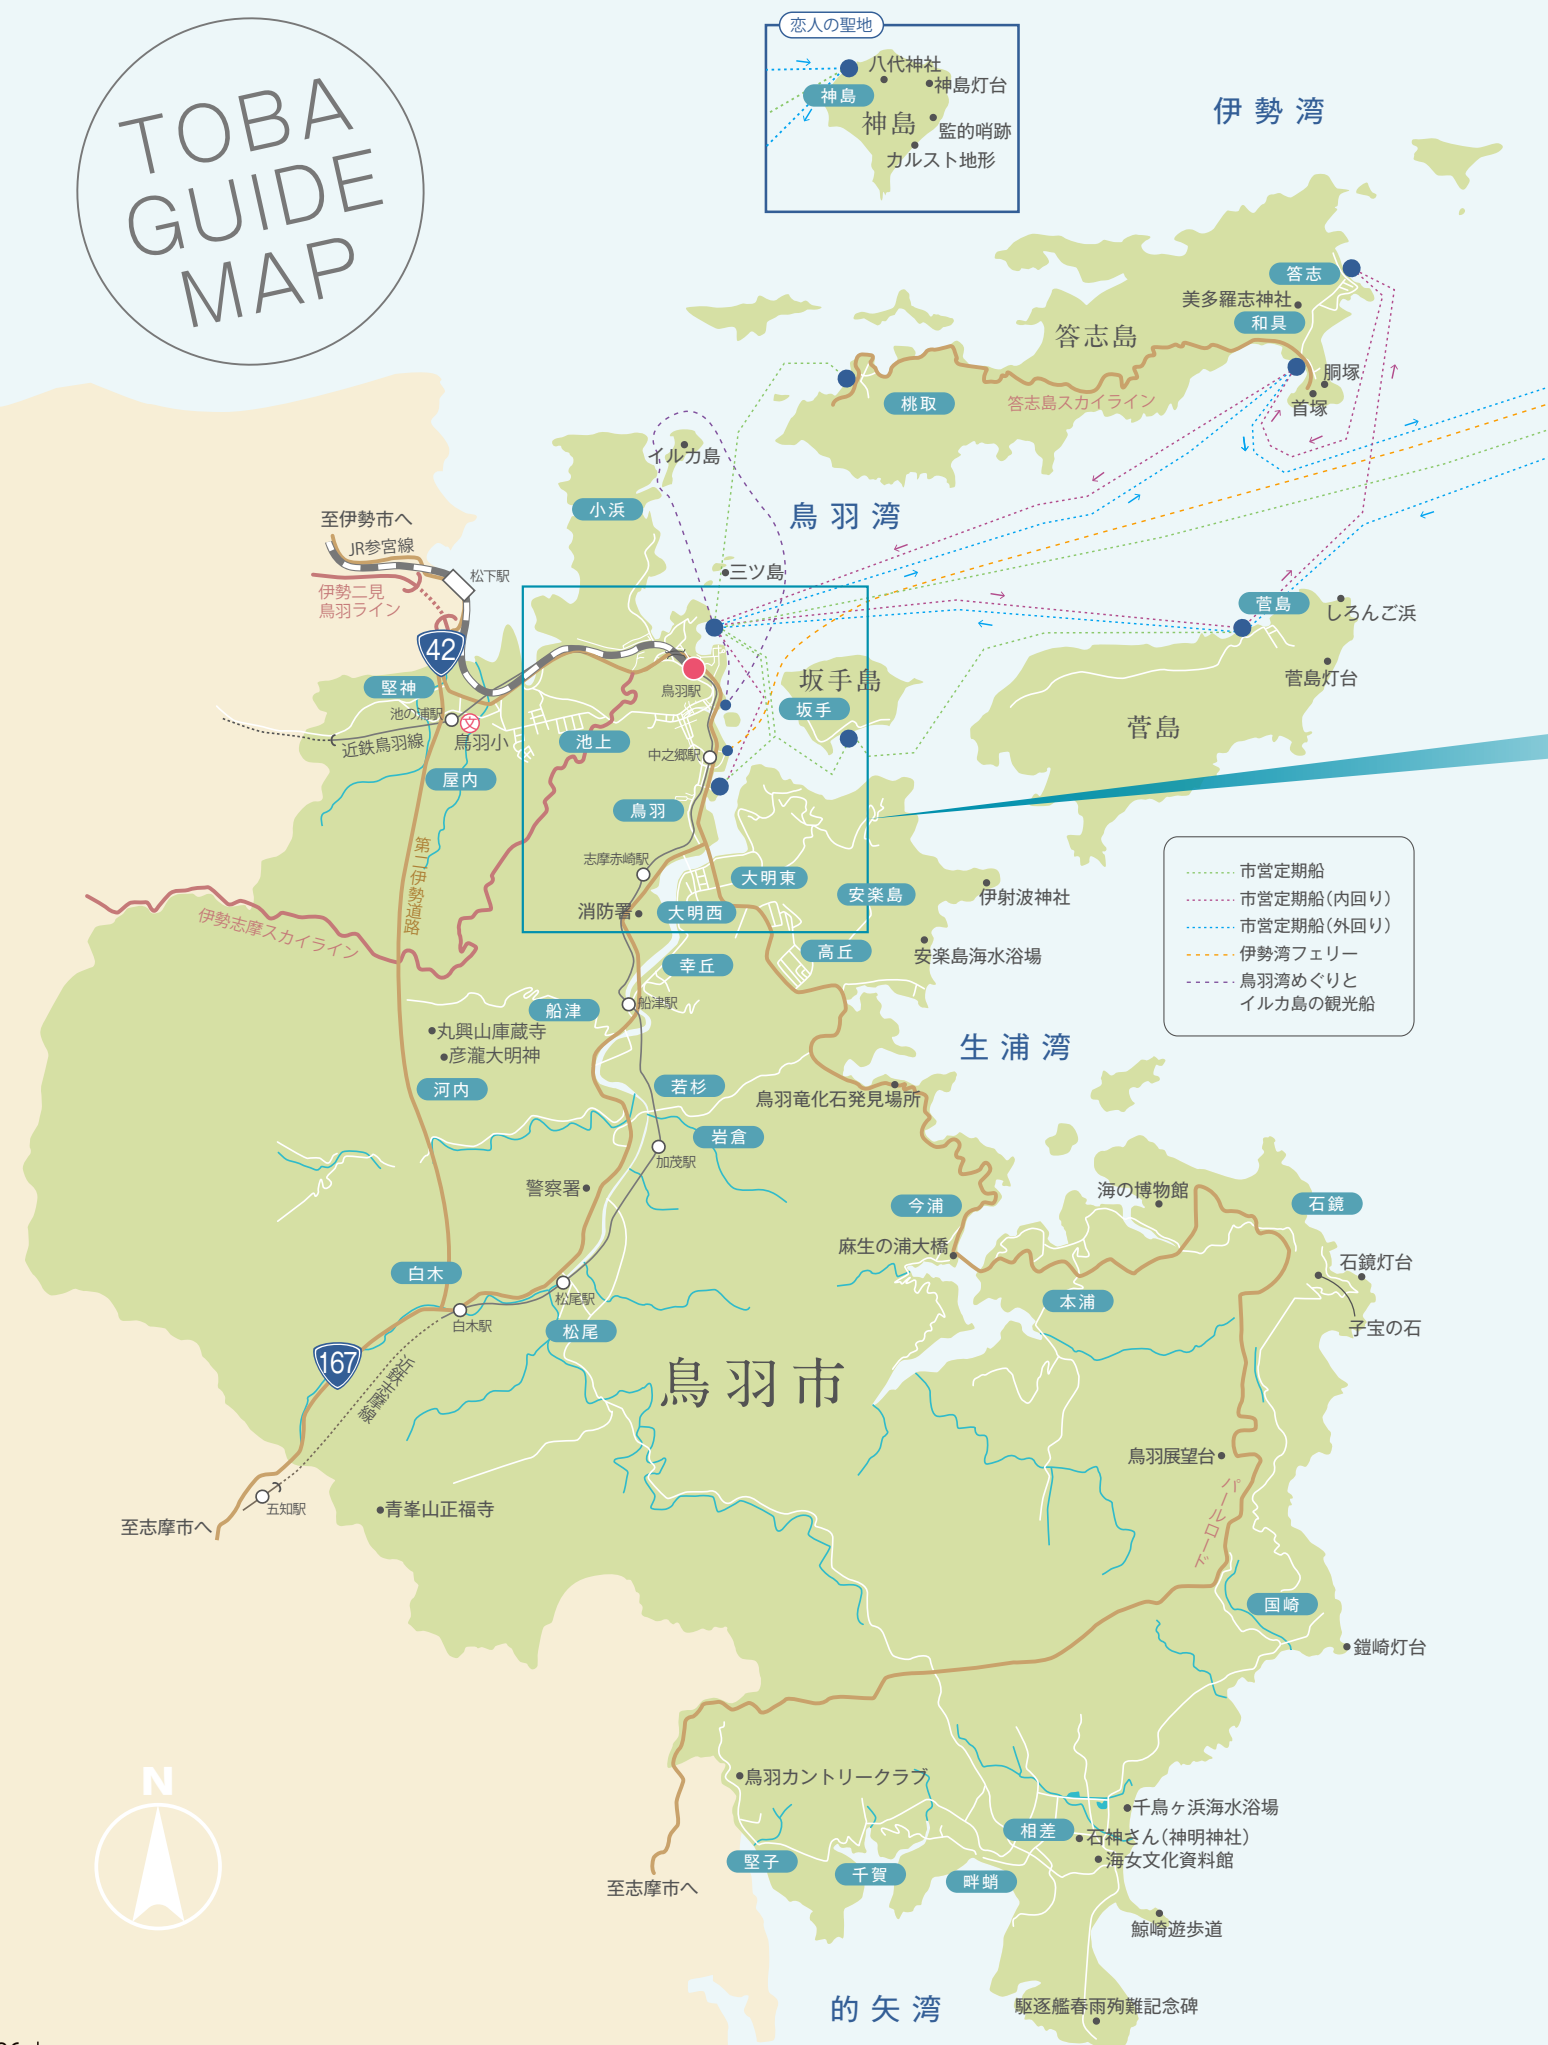 TOBA
GUIDE
MAP
恋人の聖地
八代神社
神島灯台
神島
神島
監的哨跡
カルスト地形
伊勢湾
答志
美多羅志神社
和具
答志島
胴塚
首塚
桃取
答志島スカイライン
イルカ島
小浜
鳥羽湾
至伊勢市へ
JR参宮線
松下駅
伊勢二見
鳥羽ライン
42
三ツ島
菅島
しろんご浜
菅島灯台
菅島
堅神
池の浦駅
近鉄鳥羽線
文
鳥羽小
鳥羽駅
坂手島
坂手
池上
中之郷駅
屋内
鳥羽
第二伊勢道路
志摩赤崎駅
大明東
安楽島
伊射波神社
消防署
大明西
伊勢志摩スカイライン
高丘
安楽島海水浴場
幸丘
市営定期船
市営定期船(内回り)
市営定期船(外回り)
伊勢湾フェリー
鳥羽湾めぐりと
イルカ島の観光船
船津
船津駅
丸興山庫蔵寺
彦瀧大明神
生浦湾
河内
若杉
鳥羽竜化石発見場所
岩倉
加茂駅
警察署
海の博物館
今浦
石鏡
麻生の浦大橋
石鏡灯台
白木
松尾駅
本浦
子宝の石
白木駅
松尾
167
近鉄志摩線
鳥羽市
鳥羽展望台
パールロード
五知駅
青峯山正福寺
至志摩市へ
国崎
鎧崎灯台
N
鳥羽カントリークラブ
千鳥ヶ浜海水浴場
相差
石神さん(神明神社)
堅子
海女文化資料館
千賀
畔蛸
至志摩市へ
鯨崎遊歩道
的矢湾
駆逐艦春雨殉難記念碑